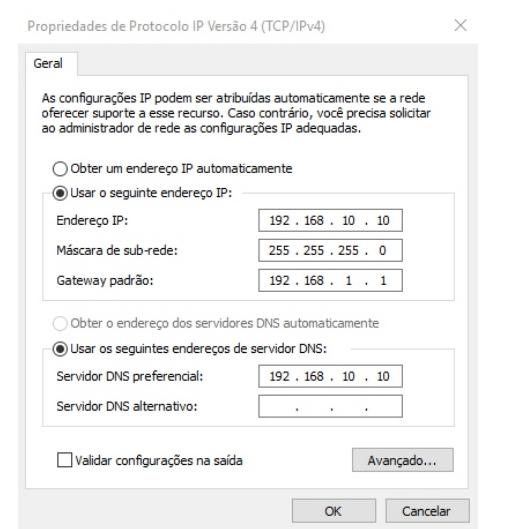 Propriedades de Protocolo IP Versão 4 (TCP/IPv4)
Geral
As configurações IP podem ser atribuídas automaticamente se a rede
oferecer suporte a esse recurso. Caso contrário, você precisa solicitar
ao administrador de rede as configurações IP adequadas.
Obter um endereço IP automaticamente
Usar o seguinte endereço IP:
Endereço IP: 192 . 168 . 10 . 10
Máscara de sub-rede: 255 . 255 . 255 . 0
Gateway padrão: 192 . 168 . 1 . 1
Obter o endereço dos servidores DNS automaticamente
Usar os seguintes endereços de servidor DNS:
Servidor DNS preferencial: 192 . 168 . 10 . 10
Servidor DNS alternativo: . . .
Validar configurações na saída Avançado...
OK Cancelar